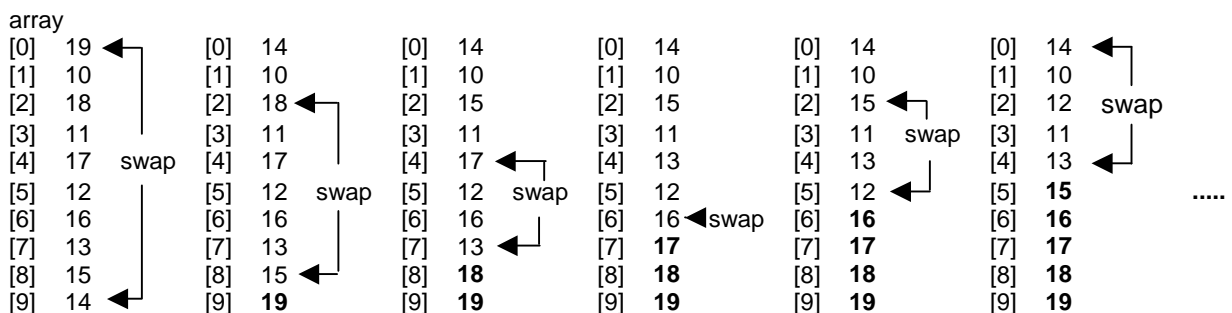 array
[0] 19 [0] 14 [0] 14 [0] 14 [0] 14 [0] 14
[1] 10 [1] 10 [1] 10 [1] 10 [1] 10 [1] 10
[2] 18 [2] 18 [2] 15 [2] 15 [2] 15 [2] 12 swap
[3] 11 [3] 11 [3] 11 [3] 11 [3] 11 swap [3] 11
[4] 17 swap [4] 17 [4] 17 [4] 13 [4] 13 [4] 13
[5] 12 [5] 12 swap [5] 12 swap [5] 12 [5] 12 [5] 15 .....
[6] 16 [6] 16 [6] 16 [6] 16 swap [6] 16 [6] 16
[7] 13 [7] 13 [7] 13 [7] 17 [7] 17 [7] 17
[8] 15 [8] 15 [8] 18 [8] 18 [8] 18 [8] 18
[9] 14 [9] 19 [9] 19 [9] 19 [9] 19 [9] 19